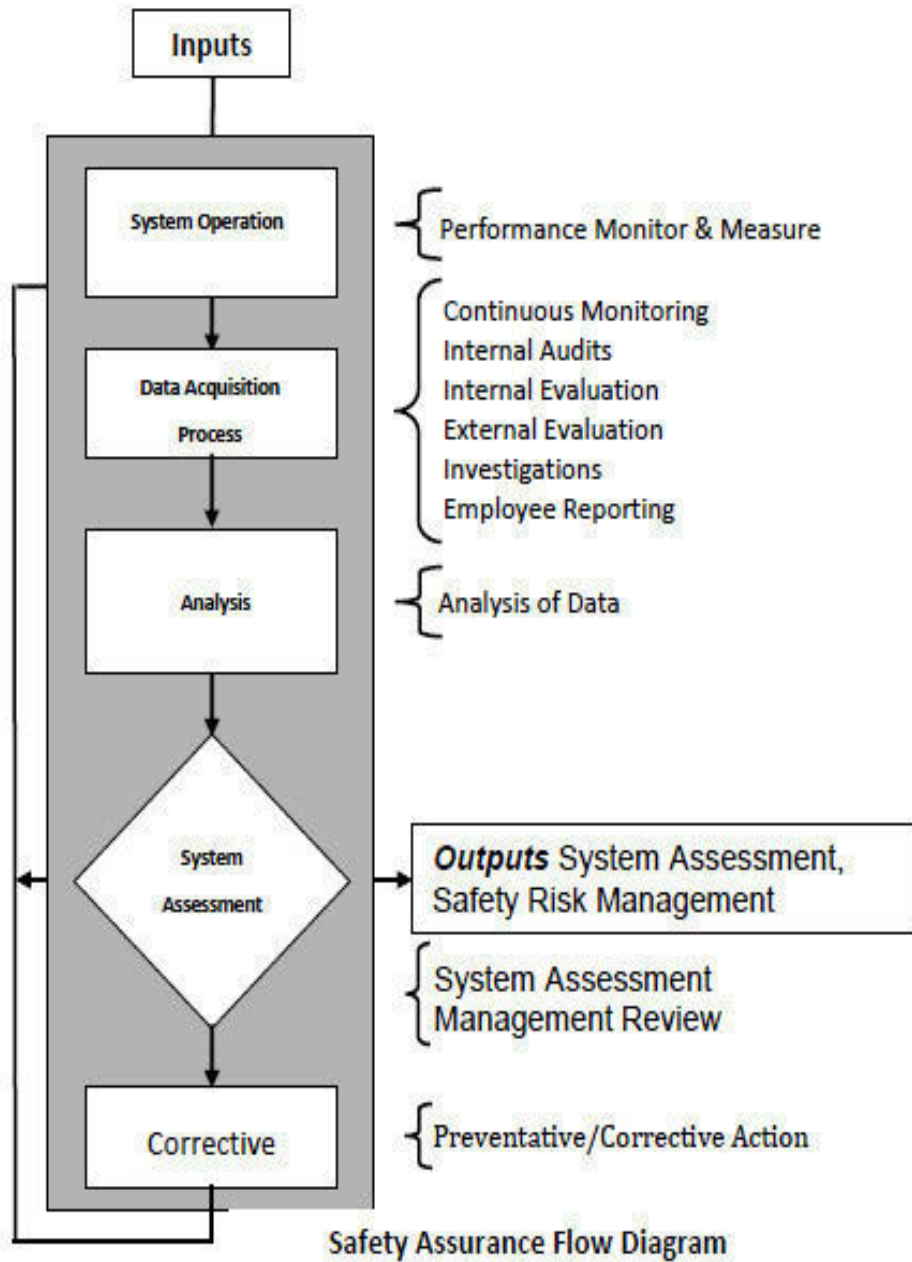 Inputs
System Operation
Performance Monitor & Measure
Continuous Monitoring
Internal Audits
Internal Evaluation
External Evaluation
Investigations
Employee Reporting
Data Acquisition
Process
Analysis
Analysis of Data
System
Assessment
Outputs System Assessment,
Safety Risk Management
System Assessment
Management Review
Corrective
Preventative/Corrective Action
Safety Assurance Flow Diagram